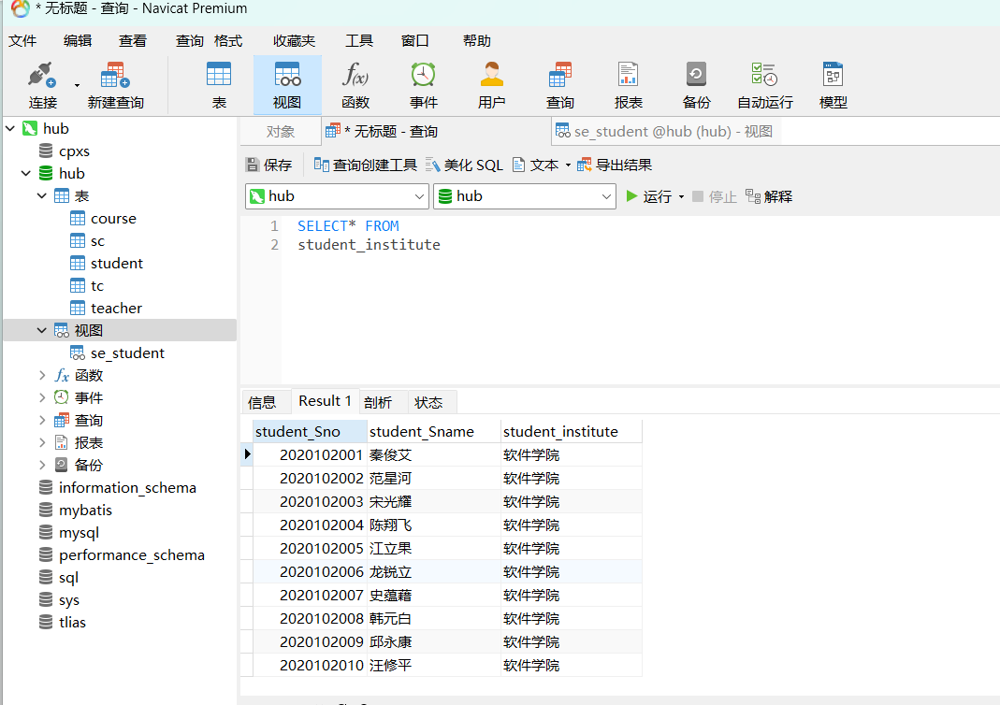 * 无标题 - 查询 - Navicat Premium
文件 编辑 查看 查询 格式 收藏夹 工具 窗口 帮助
连接 新建查询 表 视图 函数 事件 用户 查询 报表 备份 自动运行 模型
hub
cpxs
hub
表
course
sc
student
tc
teacher
视图
se_student
函数
事件
查询
报表
备份
information_schema
mybatis
mysql
performance_schema
sql
sys
tlias
对象 * 无标题 - 查询 se_student @hub (hub) - 视图
保存 查询创建工具 美化 SQL 文本 导出结果
hub hub 运行 停止 解释
1 SELECT* FROM
2 student_institute
信息 Result 1 剖析 状态
student_Sno student_Sname student_institute
2020102001 秦俊艾 软件学院
2020102002 范星河 软件学院
2020102003 宋光耀 软件学院
2020102004 陈翔飞 软件学院
2020102005 江立果 软件学院
2020102006 龙锐立 软件学院
2020102007 史蕴藉 软件学院
2020102008 韩元白 软件学院
2020102009 邱永康 软件学院
2020102010 汪修平 软件学院